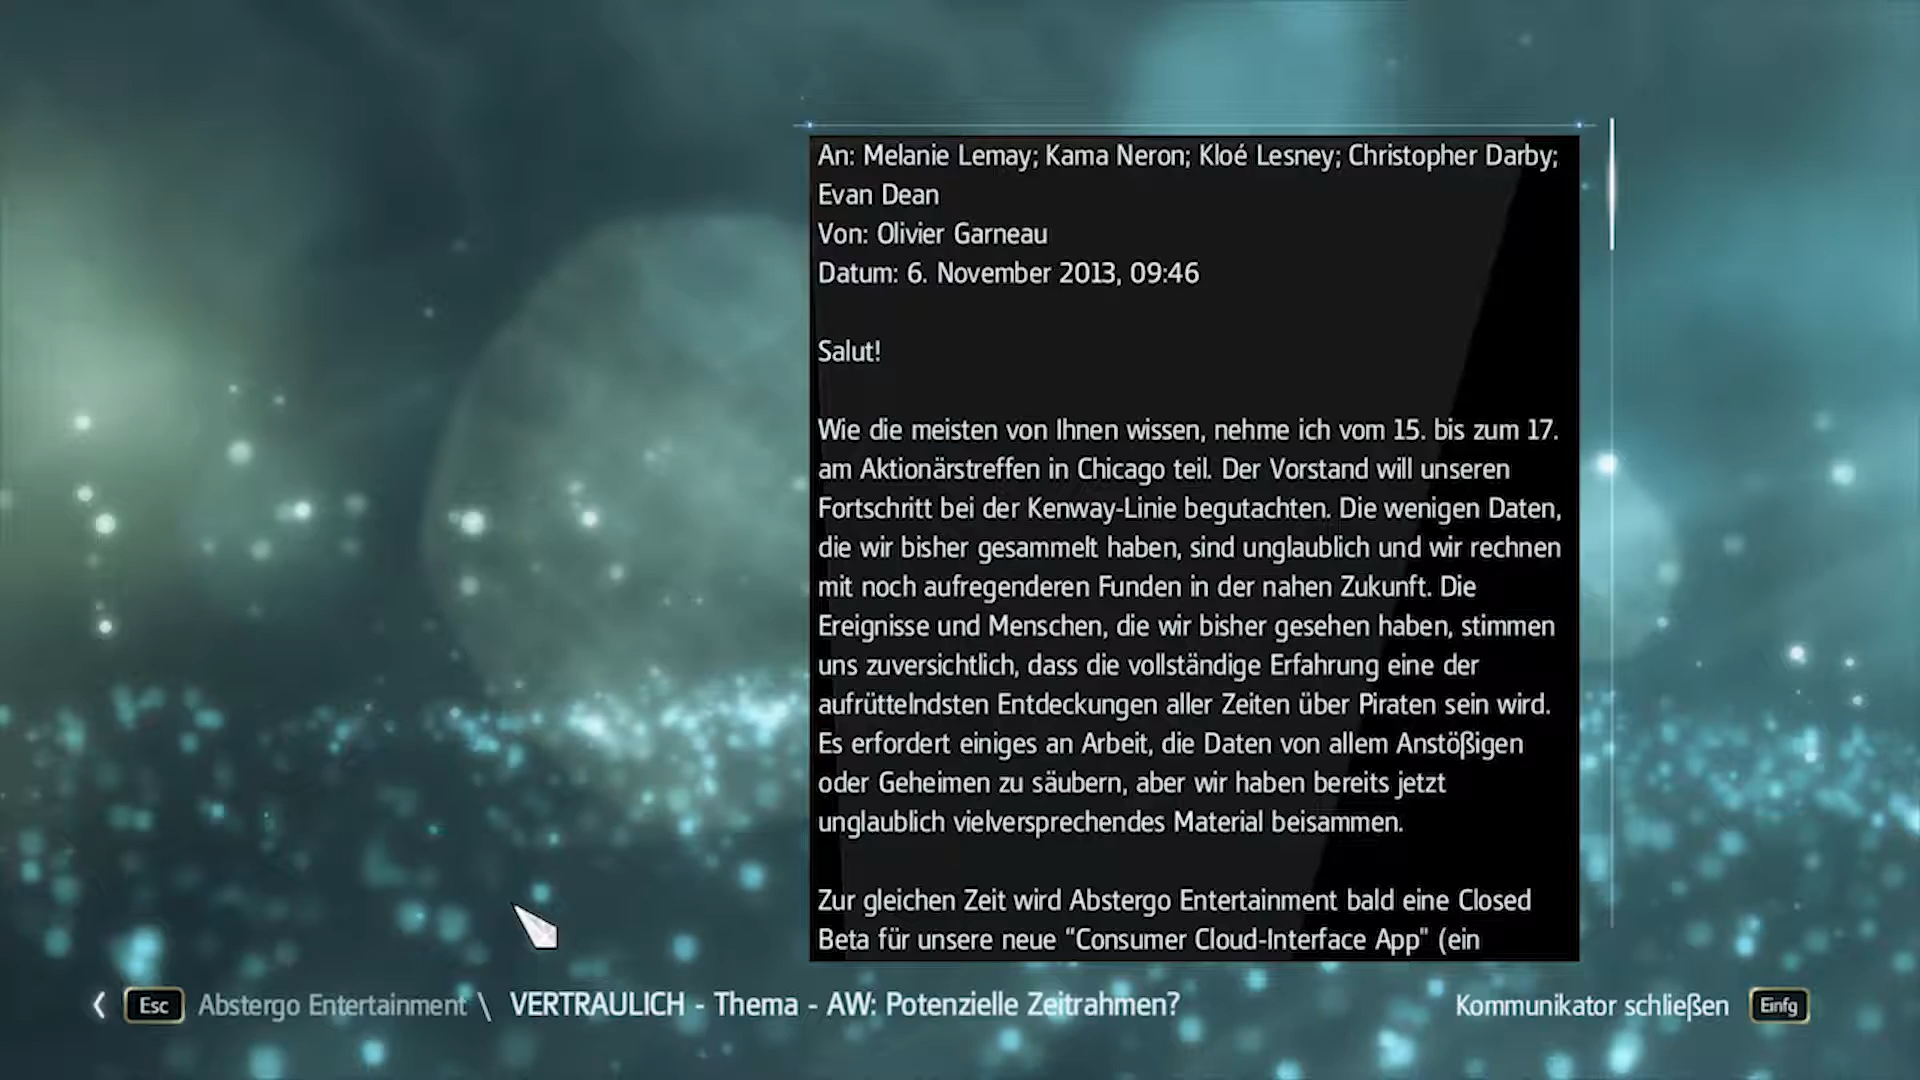 An: Melanie Lemay; Kama Neron; Kloé Lesney; Christopher Darby;
Evan Dean
Von: Olivier Garneau
Datum: 6. November 2013, 09:46
Salut!
Wie die meisten von Ihnen wissen, nehme ich vom 15. bis zum 17.
am Aktionärstreffen in Chicago teil. Der Vorstand will unseren
Fortschritt bei der Kenway-Linie begutachten. Die wenigen Daten,
die wir bisher gesammelt haben, sind unglaublich und wir rechnen
mit noch aufregenderen Funden in der nahen Zukunft. Die
Ereignisse und Menschen, die wir bisher gesehen haben, stimmen
uns zuversichtlich, dass die vollständige Erfahrung eine der
aufrüttelndsten Entdeckungen aller Zeiten über Piraten sein wird.
Es erfordert einiges an Arbeit, die Daten von allem Anstößigen
oder Geheimen zu säubern, aber wir haben bereits jetzt
unglaublich vielversprechendes Material beisammen.
Zur gleichen Zeit wird Abstergo Entertainment bald eine Closed
Beta für unsere neue "Consumer Cloud-Interface App" (ein
Esc Abstergo Entertainment \ VERTRAULICH - Thema - AW: Potenzielle Zeitrahmen?
Kommunikator schließen Einfg